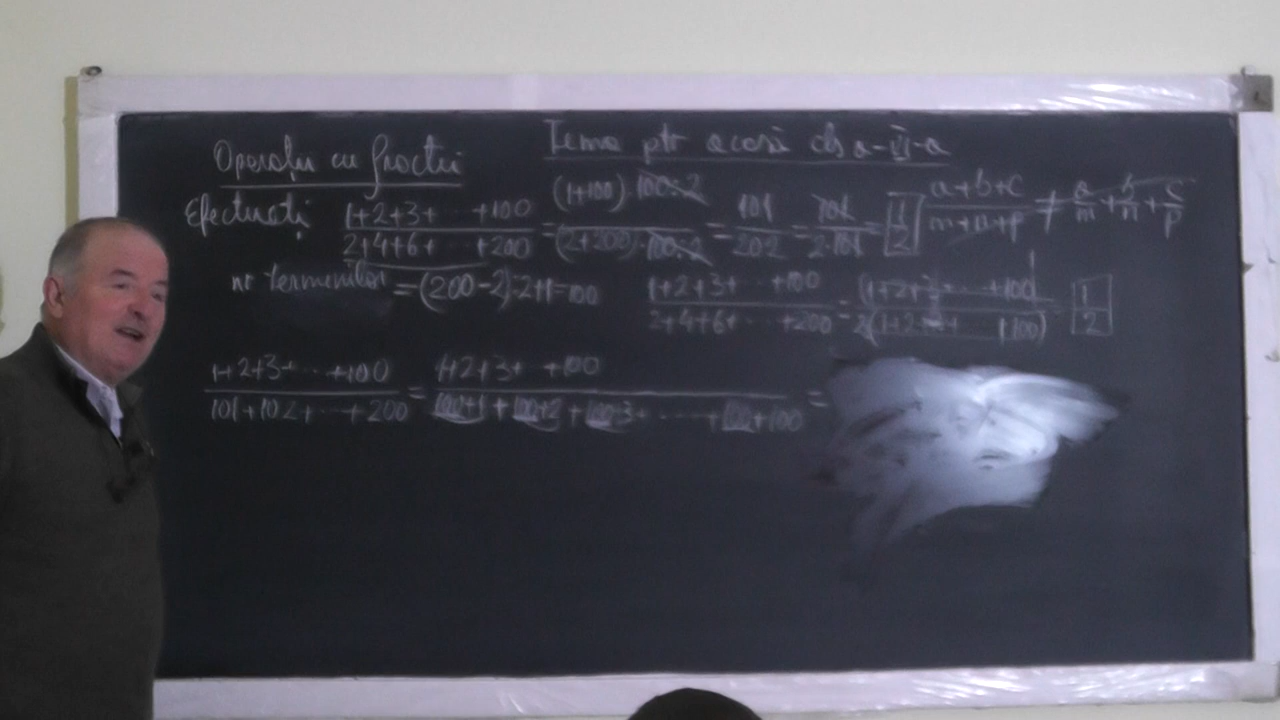 Operații cu fracții
Tema ptr acasă cls a-VI-a
Efectuați 1+2+3+ ... +100 / 2+4+6+ ... +200 = (1+100)·100:2 / (2+200)·100:2 = 101 / 202 = 101 / 2·101 = 1/2
a+b+c / m+n+p ≠ a/m + b/n + c/p
nr termenilor = (200-2):2+1=100
1+2+3+ ... +100 / 2+4+6+ ... +200 = (1+2+3+ ... +100) / 2(1+2+3+ ... +100) = 1/2
1+2+3+ ... +100 / 101+102+ ... +200 = 1+2+3+ +100 / 100+1 + 100+2 + 100+3+ ... +100+100 =